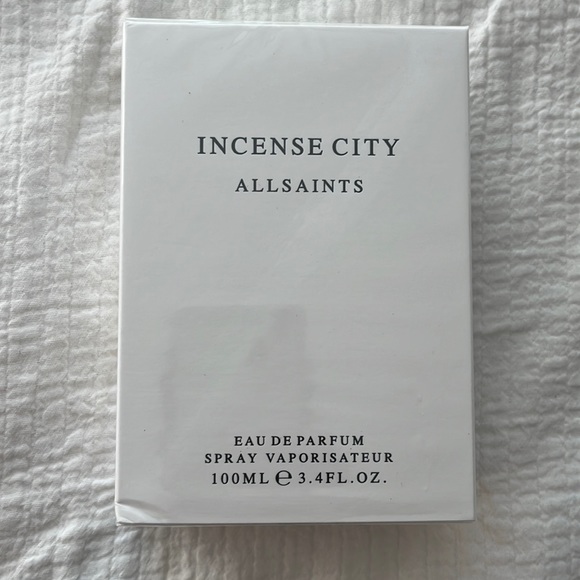 INCENSE CITY
ALLSAINTS
EAU DE PARFUM
SPRAY VAPORISATEUR
100ML ℮ 3.4FL.OZ.